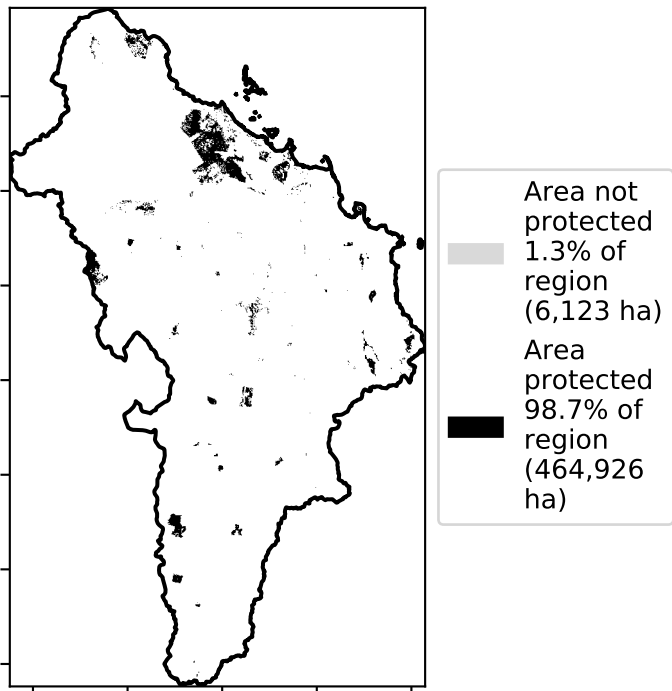 Area not
protected
1.3% of
region
(6,123 ha)
Area
protected
98.7% of
region
(464,926
ha)